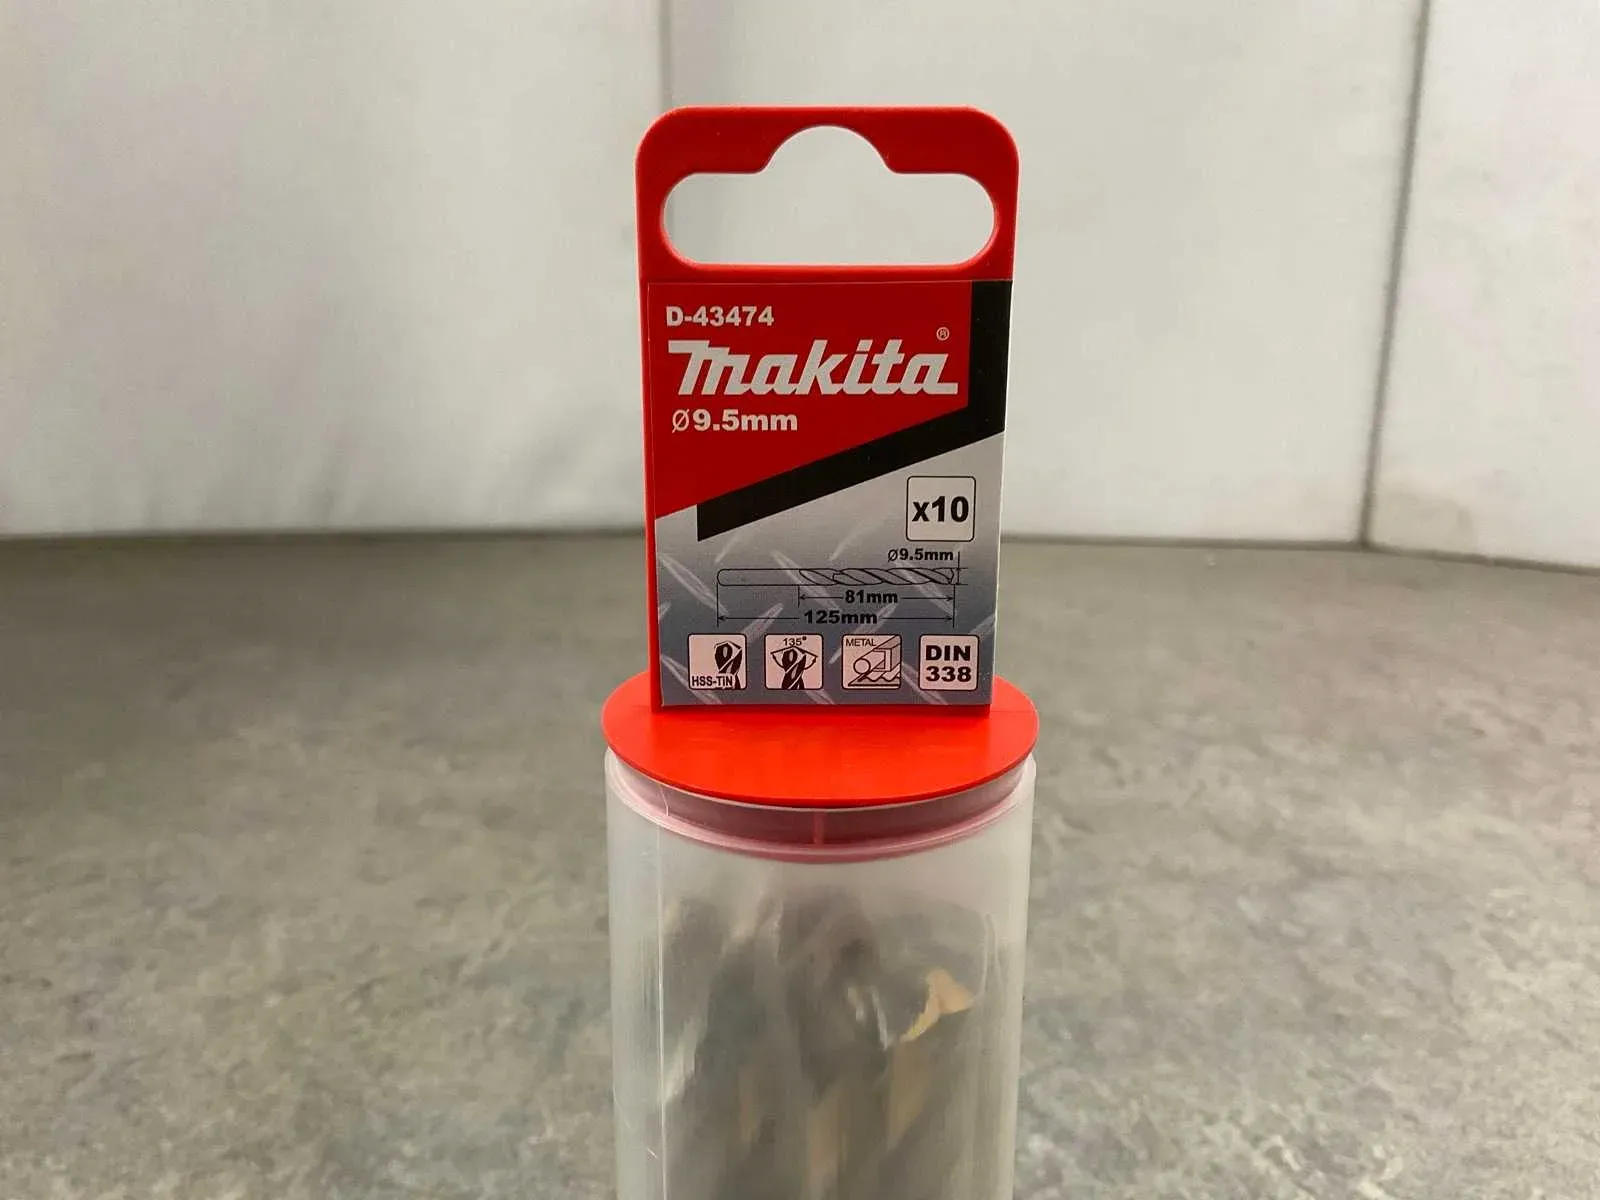 D-43474
makita®
Ø9.5mm
x10
Ø9.5mm
81mm
125mm
HSS-TiN
135°
METAL
DIN
338